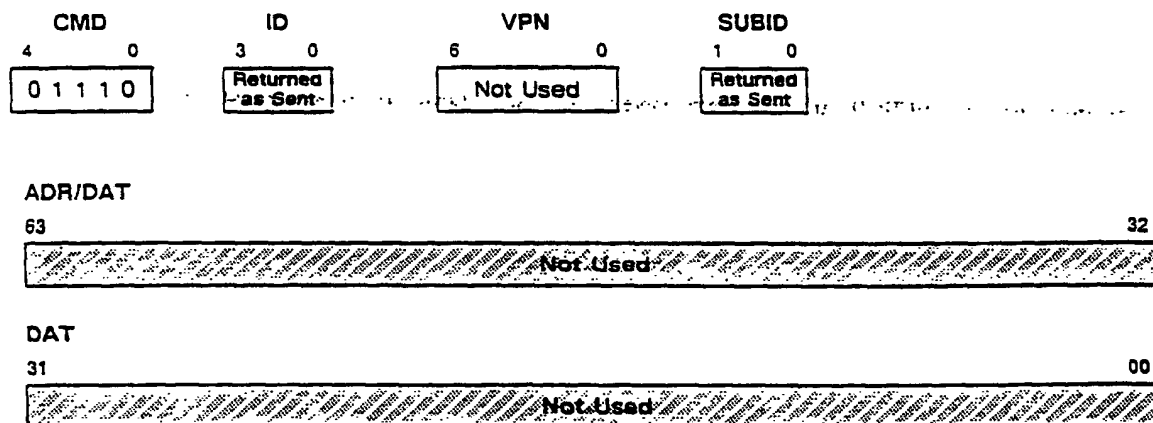 CMD ID VPN SUBID
4 0 3 0 6 0 1 0
0 1 1 1 0 Returned as Sent Not Used Returned as Sent
ADR/DAT
63 32
Not Used
DAT
31 00
Not Used